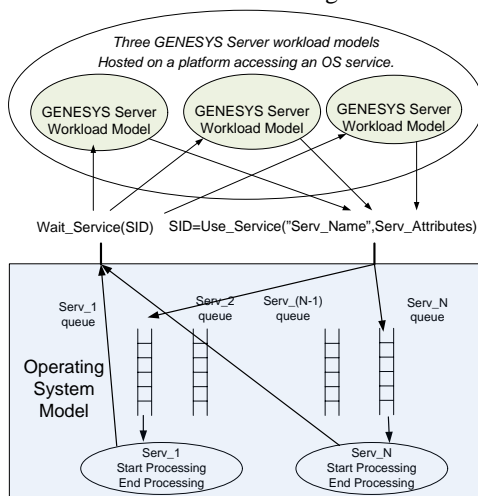 Three GENESYS Server workload models
Hosted on a platform accessing an OS service.
GENESYS Server
Workload Model
GENESYS Server
Workload Model
GENESYS Server
Workload Model
Wait_Service(SID)
SID=Use_Service("Serv_Name",Serv_Attributes)
Serv_1
queue
Serv_2
queue
Serv_(N-1)
queue
Serv_N
queue
Operating
System
Model
Serv_1
Start Processing
End Processing
Serv_N
Start Processing
End Processing